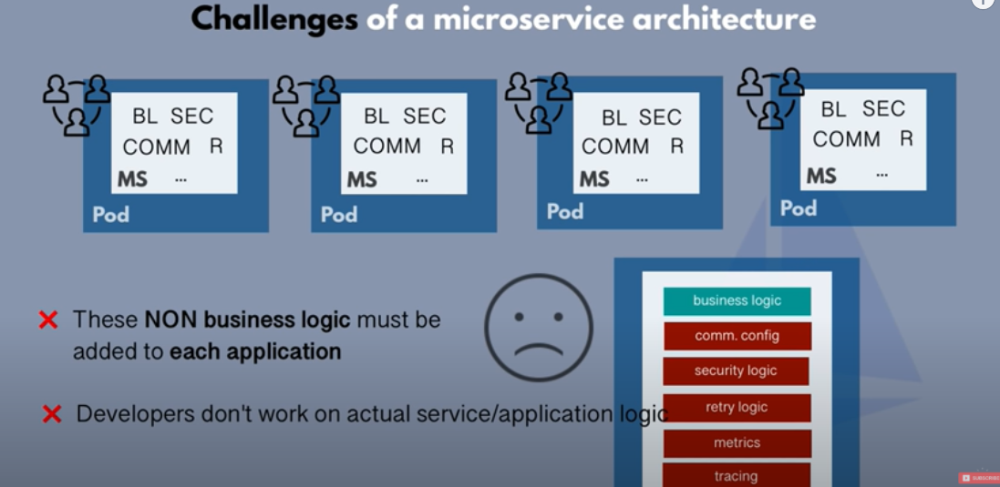 Challenges of a microservice architecture
BL SEC
COMM R
MS ...
Pod
BL SEC
COMM R
MS ...
Pod
BL SEC
COMM R
MS ...
Pod
BL SEC
COMM R
MS ...
Pod
These NON business logic must be
added to each application
Developers don't work on actual service/application logic
business logic
comm. config
security logic
retry logic
metrics
tracing
SUBSCRIBE